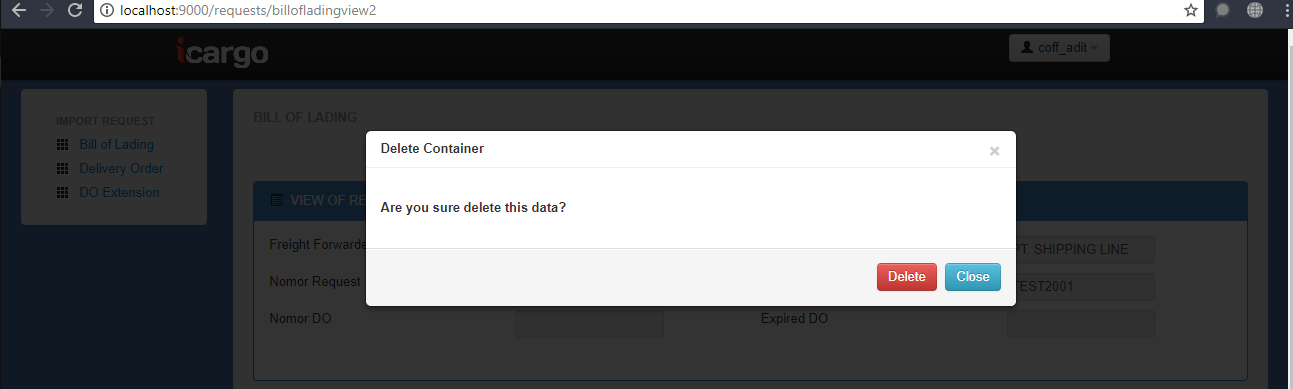 localhost:9000/requests/billofladingview2
icargo
coff_adit
IMPORT REQUEST
Bill of Lading
Delivery Order
DO Extension
BILL OF LADING
Delete Container
×
Are you sure delete this data?
Delete Close
VIEW OF
Freight
PT. SHIPPING LINE
Nomor Request
TEST2001
Nomor DO
Expired DO